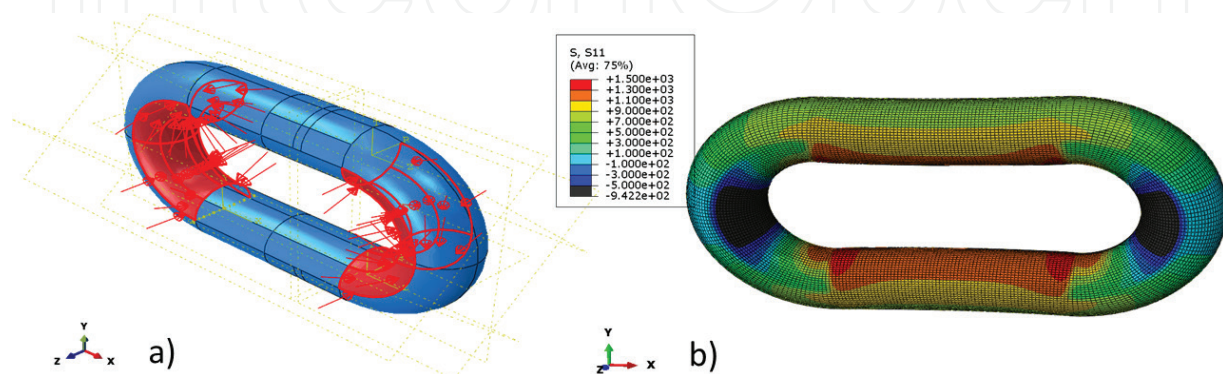 S, S11
(Avg: 75%)
+1.500e+03
+1.300e+03
+1.100e+03
+9.000e+02
+7.000e+02
+5.000e+02
+3.000e+02
+1.000e+02
-1.000e+02
-3.000e+02
-5.000e+02
-9.422e+02
Y
Z
X
a)
Y
Z
X
b)